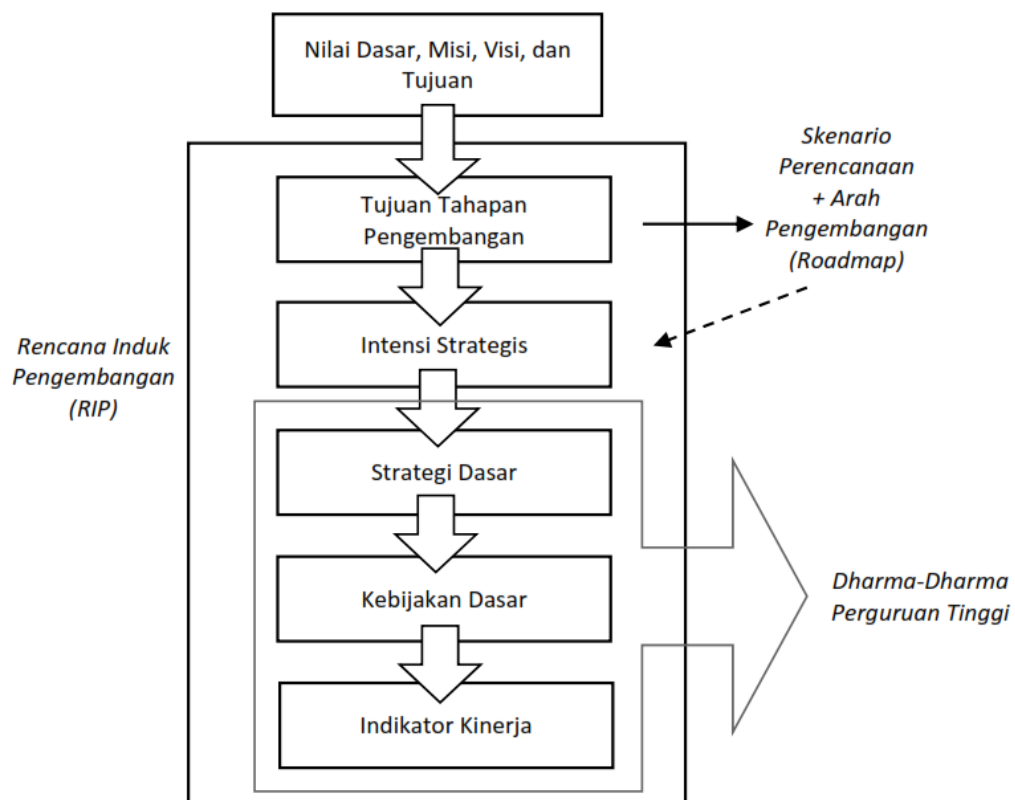 Nilai Dasar, Misi, Visi, dan
Tujuan
Skenario
Perencanaan
+ Arah
Pengembangan
(Roadmap)
Tujuan Tahapan
Pengembangan
Intensi Strategis
Rencana Induk
Pengembangan
(RIP)
Strategi Dasar
Kebijakan Dasar
Dharma-Dharma
Perguruan Tinggi
Indikator Kinerja